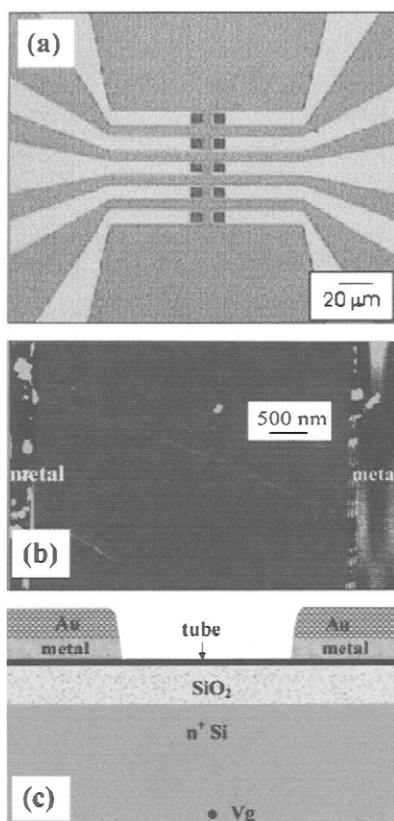 (a)
20 μm
500 nm
metal
metal
(b)
Au
tube
Au
metal
metal
SiO₂
n⁺ Si
(c)
Vg